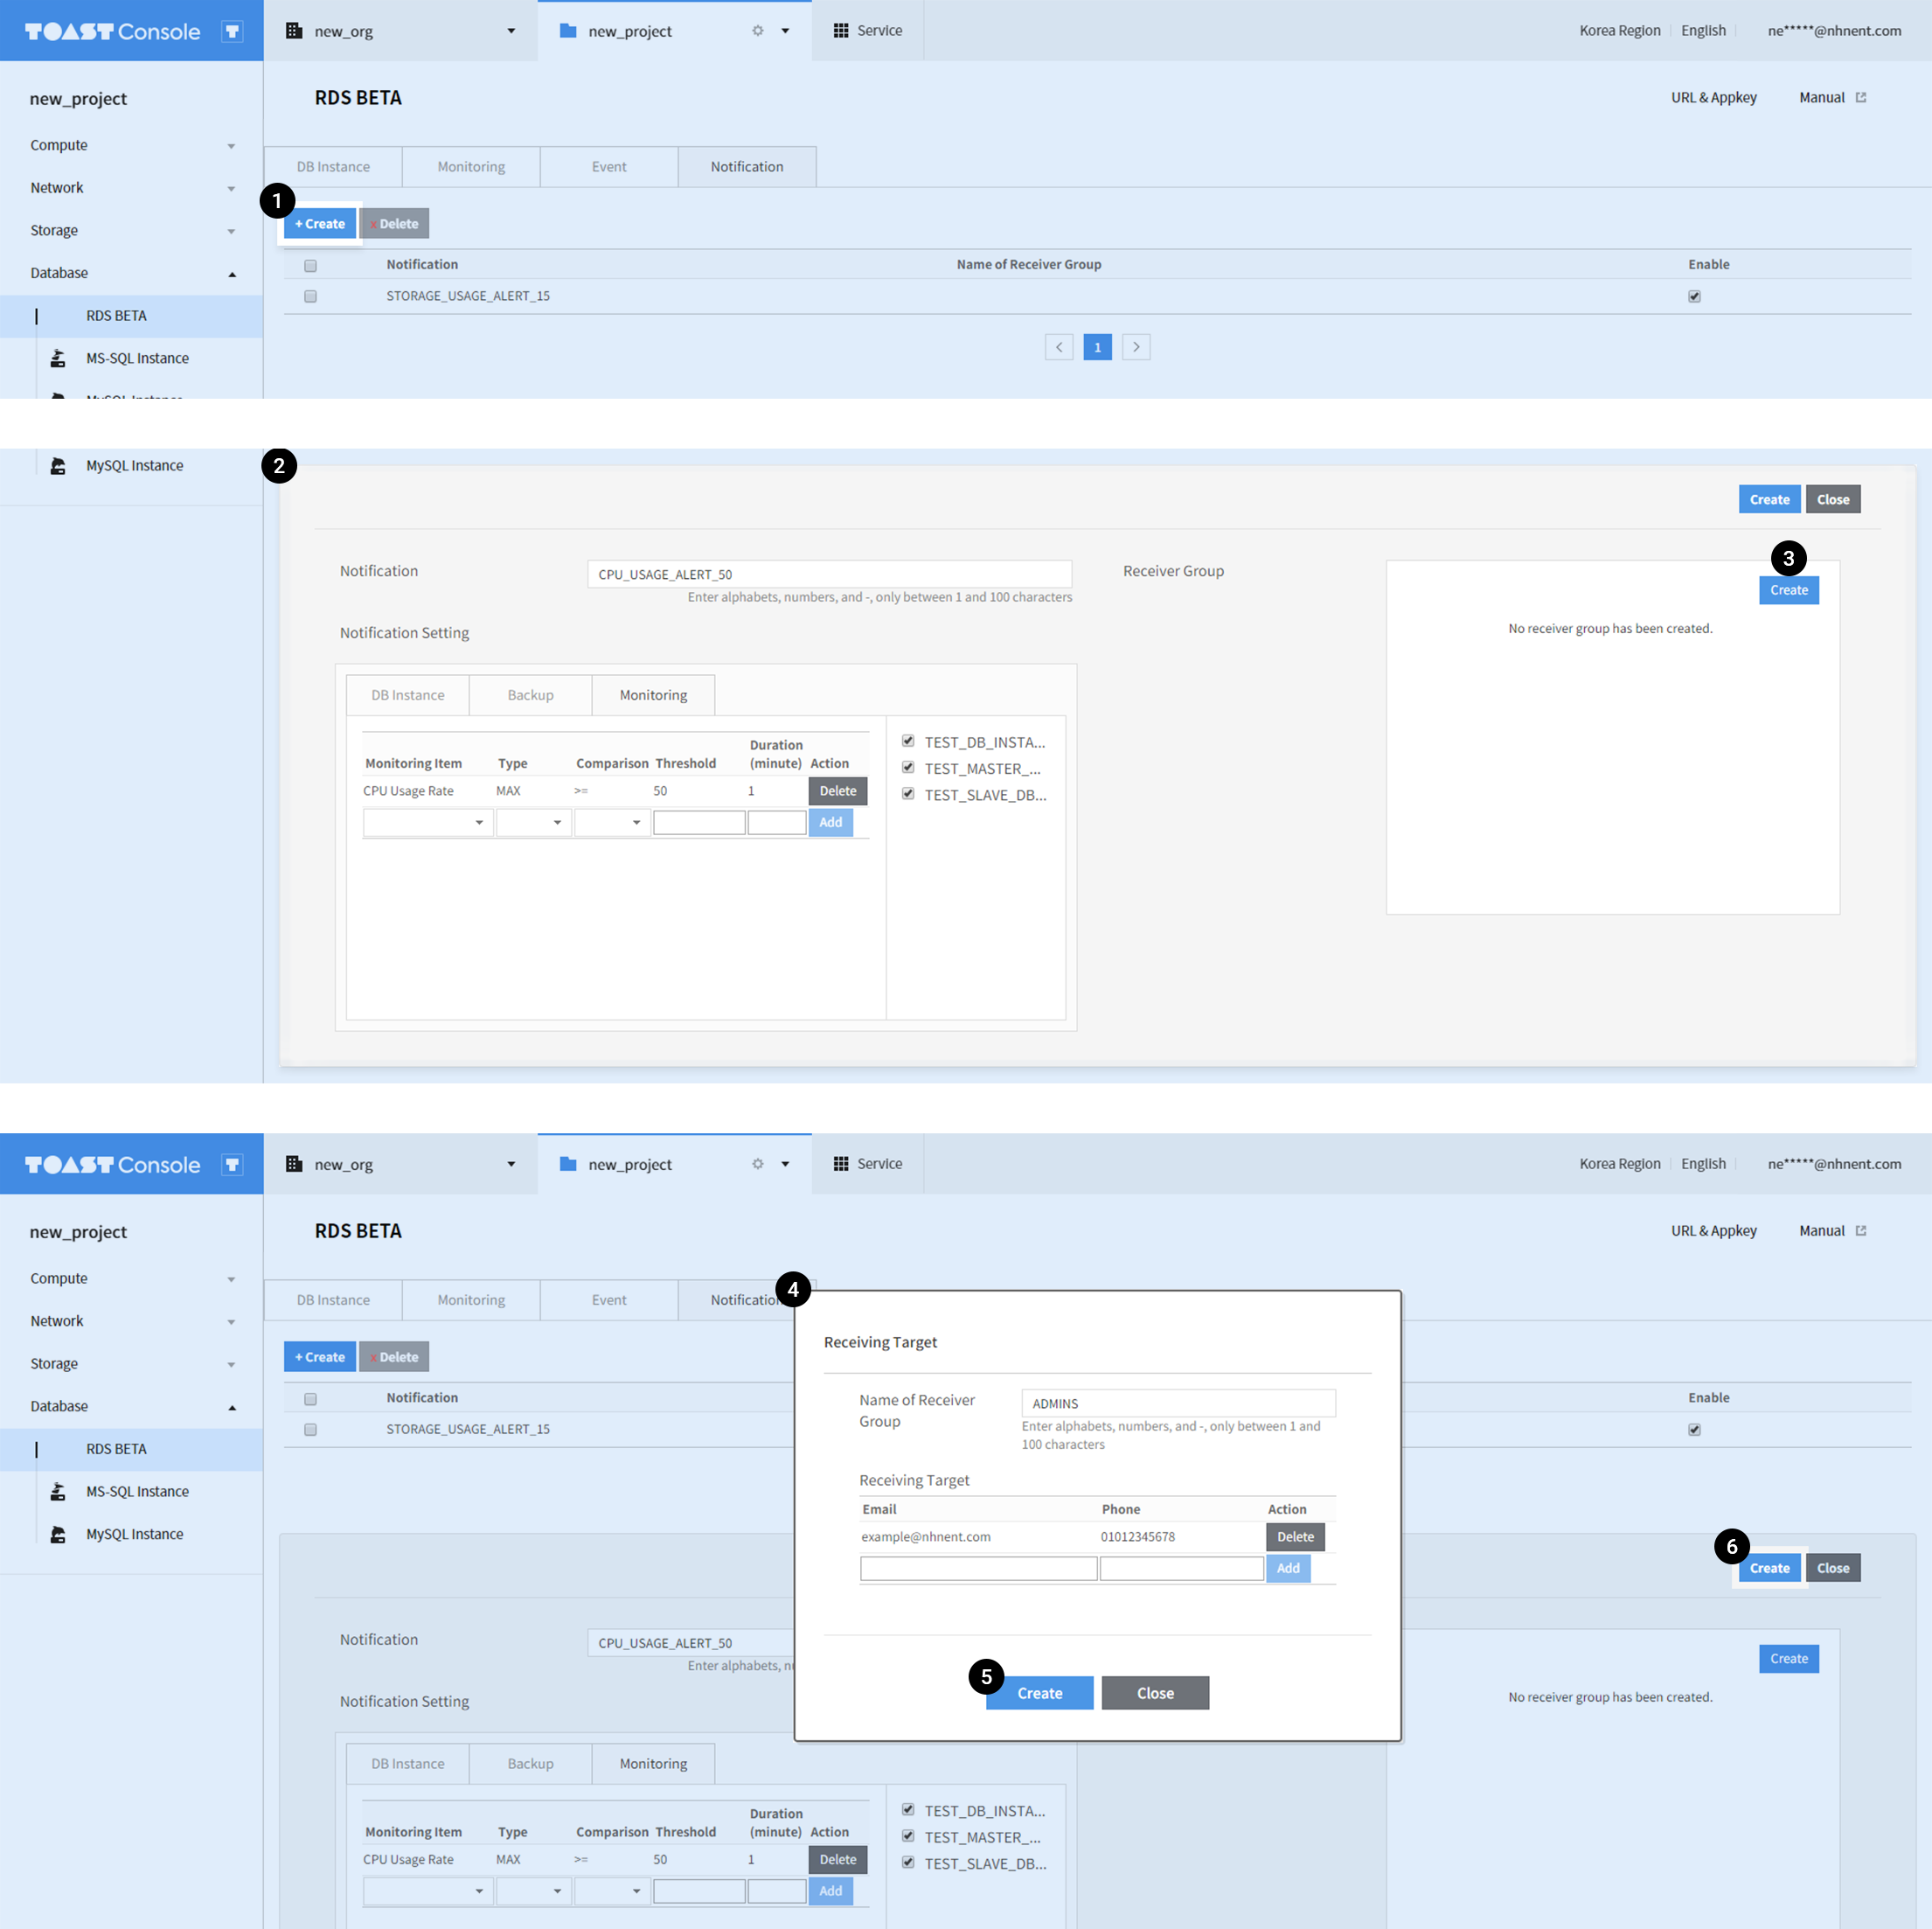 TOAST Console T new_org new_project Service Korea Region English ne*****@nhnent.com
new_project RDS BETA URL & Appkey Manual
Compute
DB Instance Monitoring Event Notification
Network
1
+ Create x Delete
Storage
Notification Name of Receiver Group Enable
Database
STORAGE_USAGE_ALERT_15
RDS BETA
< 1 >
MS-SQL Instance
MySQL Instance
MySQL Instance
2
Create Close
3
Notification CPU_USAGE_ALERT_50 Receiver Group
Create
Enter alphabets, numbers, and -, only between 1 and 100 characters
No receiver group has been created.
Notification Setting
DB Instance Backup Monitoring
Monitoring Item Type Comparison Threshold Duration (minute) Action
CPU Usage Rate MAX >= 50 1 Delete
Add
TEST_DB_INSTA...
TEST_MASTER_...
TEST_SLAVE_DB...
TOAST Console T new_org new_project Service Korea Region English ne*****@nhnent.com
new_project RDS BETA URL & Appkey Manual
Compute
DB Instance Monitoring Event Notification
Network
+ Create x Delete
Storage
Notification Enable
Database
STORAGE_USAGE_ALERT_15
RDS BETA
MS-SQL Instance
MySQL Instance
4
Receiving Target
Name of Receiver
Group
ADMINS
Enter alphabets, numbers, and -, only between 1 and
100 characters
Receiving Target
Email Phone Action
example@nhnent.com 01012345678 Delete
Add
5
Create Close
6
Create Close
Notification CPU_USAGE_ALERT_50
Enter alphabets, n
Create
No receiver group has been created.
Notification Setting
DB Instance Backup Monitoring
Monitoring Item Type Comparison Threshold Duration (minute) Action
CPU Usage Rate MAX >= 50 1 Delete
Add
TEST_DB_INSTA...
TEST_MASTER_...
TEST_SLAVE_DB...